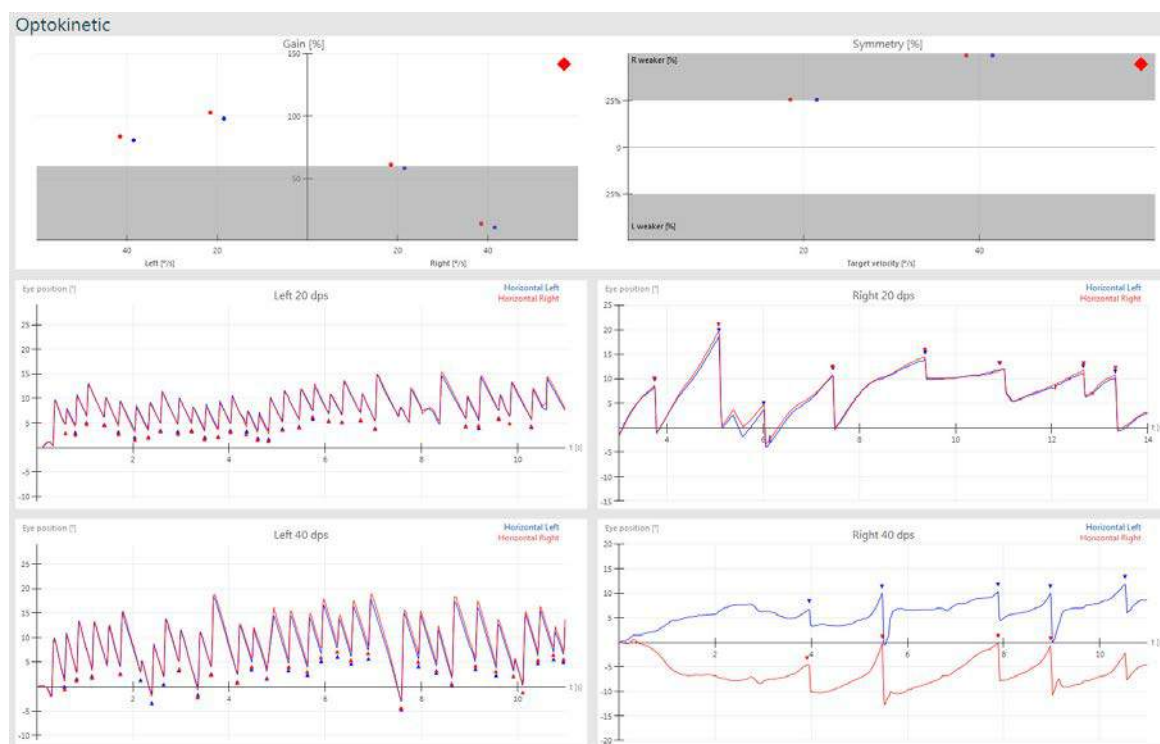 Optokinetic
Gain [%]
150
100
50
40
20
20
40
Left [°/s]
Right [°/s]
Symmetry [%]
R weaker [%]
25%
0
25%
L weaker [%]
20
40
Target velocity [°/s]
Eye position [°]
Left 20 dps
Horizontal Left
Horizontal Right
25
20
15
10
5
-5
-10
2
4
6
8
10
t [s]
Eye position [°]
Right 20 dps
Horizontal Left
Horizontal Right
25
20
15
10
5
-5
-10
-15
4
6
8
10
12
14
t [s]
Eye position [°]
Left 40 dps
Horizontal Left
Horizontal Right
25
20
15
10
5
-5
-10
2
4
6
8
10
t [s]
Eye position [°]
Right 40 dps
Horizontal Left
Horizontal Right
20
15
10
5
-5
-10
-15
-20
2
4
6
8
10